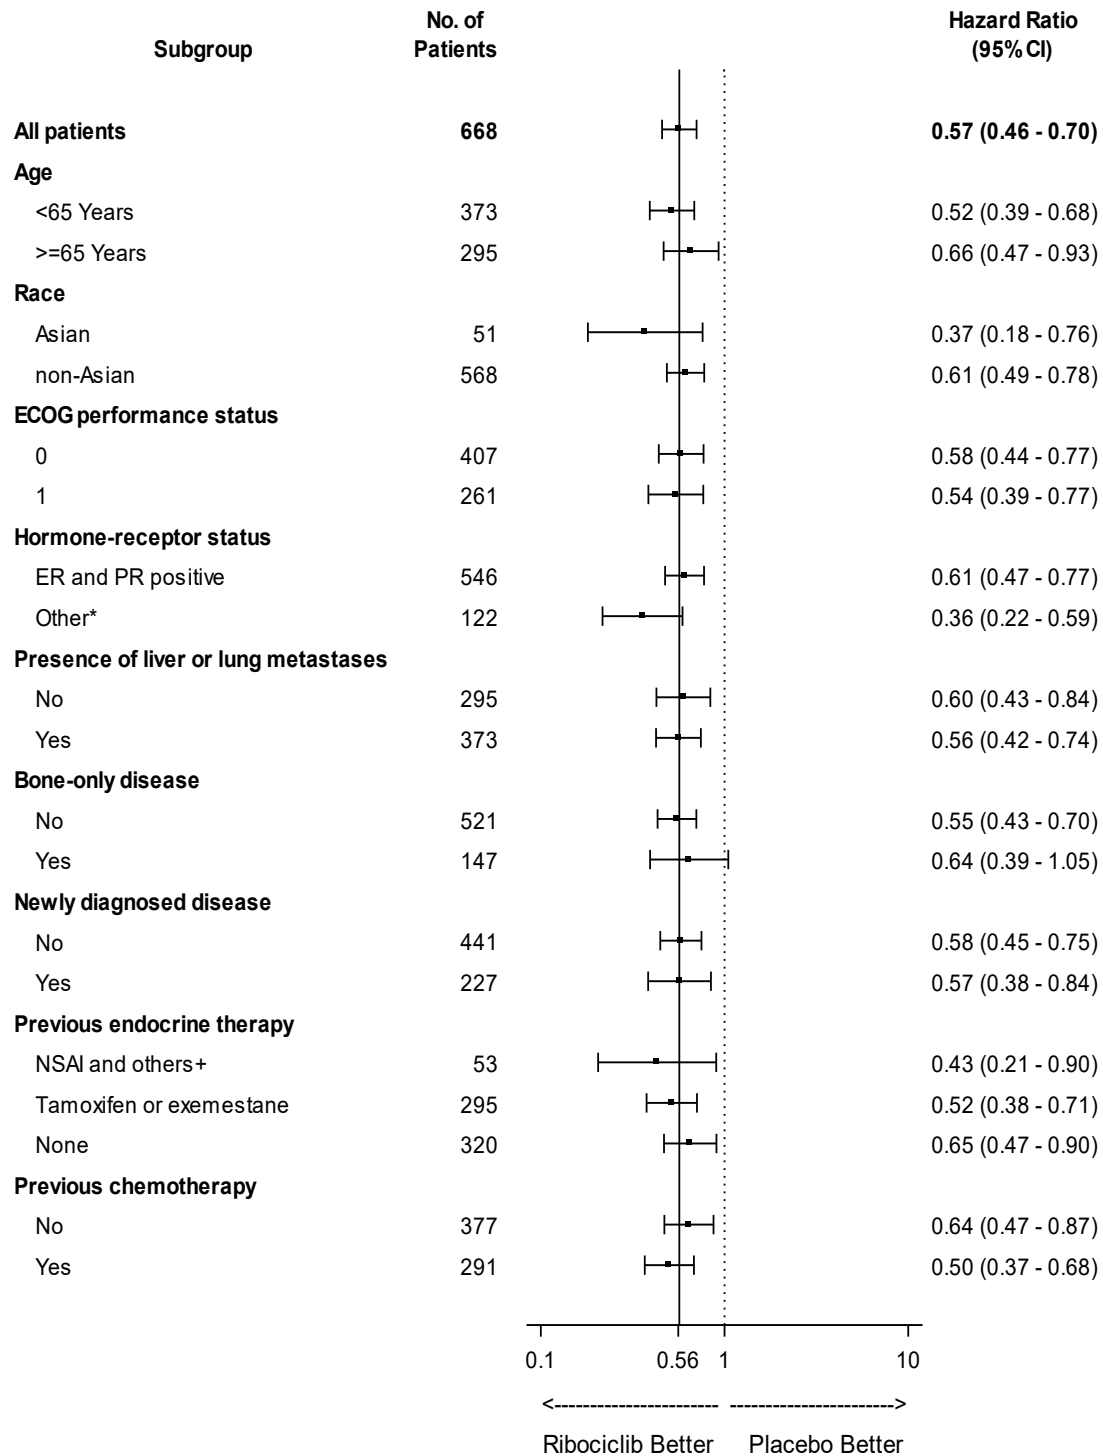 Subgroup No. of Patients Hazard Ratio (95% CI)
All patients 668 0.57 (0.46 - 0.70)
Age
<65 Years 373 0.52 (0.39 - 0.68)
>=65 Years 295 0.66 (0.47 - 0.93)
Race
Asian 51 0.37 (0.18 - 0.76)
non-Asian 568 0.61 (0.49 - 0.78)
ECOG performance status
0 407 0.58 (0.44 - 0.77)
1 261 0.54 (0.39 - 0.77)
Hormone-receptor status
ER and PR positive 546 0.61 (0.47 - 0.77)
Other* 122 0.36 (0.22 - 0.59)
Presence of liver or lung metastases
No 295 0.60 (0.43 - 0.84)
Yes 373 0.56 (0.42 - 0.74)
Bone-only disease
No 521 0.55 (0.43 - 0.70)
Yes 147 0.64 (0.39 - 1.05)
Newly diagnosed disease
No 441 0.58 (0.45 - 0.75)
Yes 227 0.57 (0.38 - 0.84)
Previous endocrine therapy
NSAI and others+ 53 0.43 (0.21 - 0.90)
Tamoxifen or exemestane 295 0.52 (0.38 - 0.71)
None 320 0.65 (0.47 - 0.90)
Previous chemotherapy
No 377 0.64 (0.47 - 0.87)
Yes 291 0.50 (0.37 - 0.68)
0.1 0.56 1 10
<----------------------- ----------------------->
Ribociclib Better Placebo Better